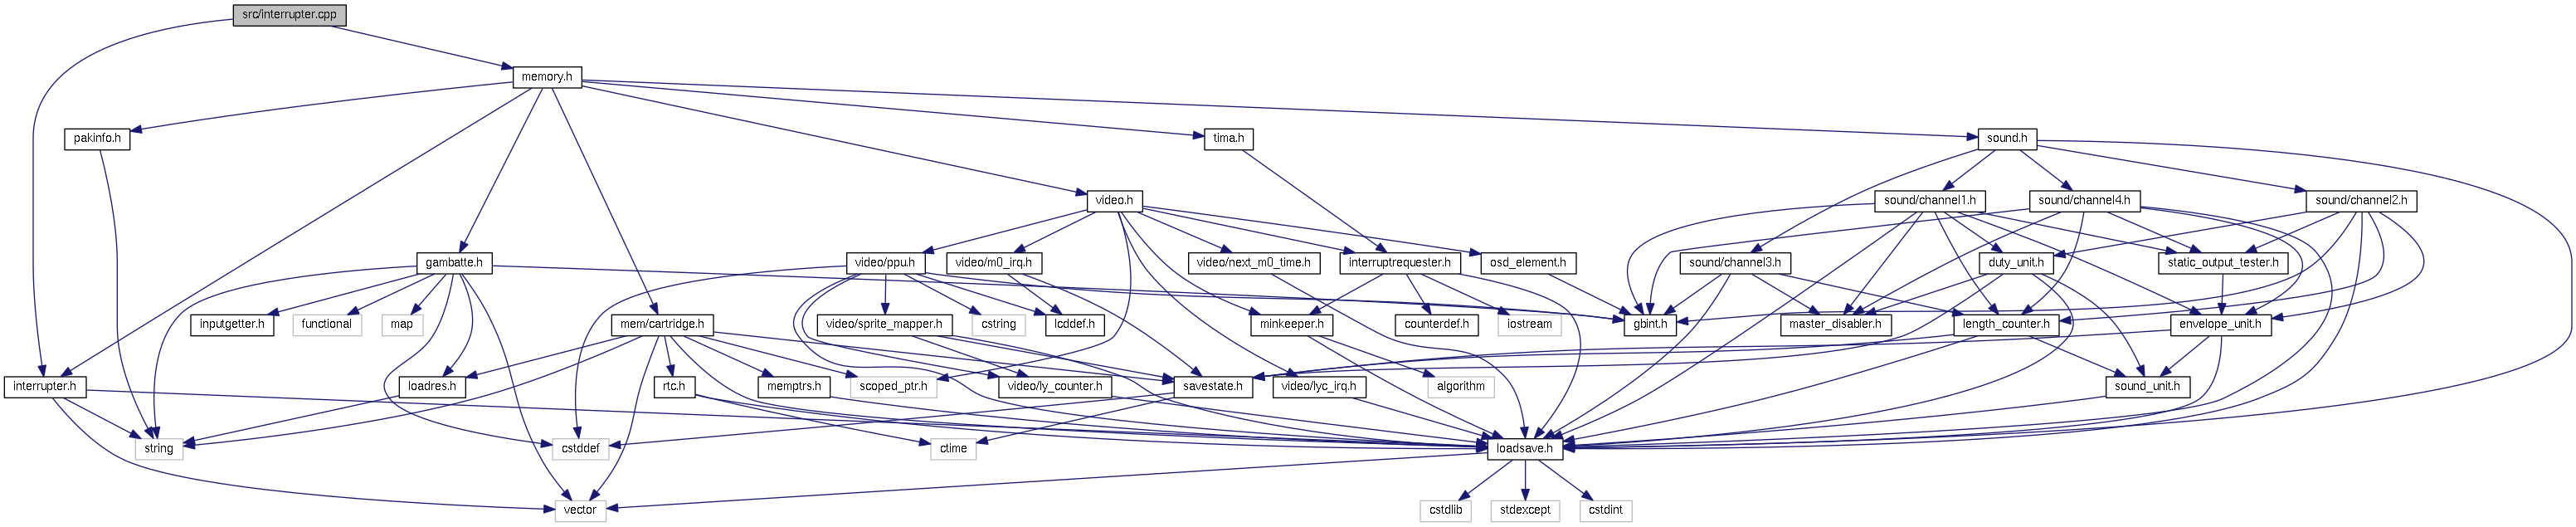 src/interrupter.cpp
memory.h
pakinfo.h
tima.h
sound.h
video.h
sound/channel1.h
sound/channel4.h
sound/channel2.h
gambatte.h
video/ppu.h
video/m0_irq.h
video/next_m0_time.h
interruptrequester.h
osd_element.h
sound/channel3.h
duty_unit.h
static_output_tester.h
inputgetter.h
functional
map
mem/cartridge.h
video/sprite_mapper.h
cstring
lcddef.h
minkeeper.h
counterdef.h
iostream
gbint.h
master_disabler.h
length_counter.h
envelope_unit.h
interrupter.h
loadres.h
rtc.h
memptrs.h
scoped_ptr.h
video/ly_counter.h
savestate.h
video/lyc_irq.h
algorithm
sound_unit.h
string
cstddef
ctime
loadsave.h
vector
cstdlib
stdexcept
cstdint